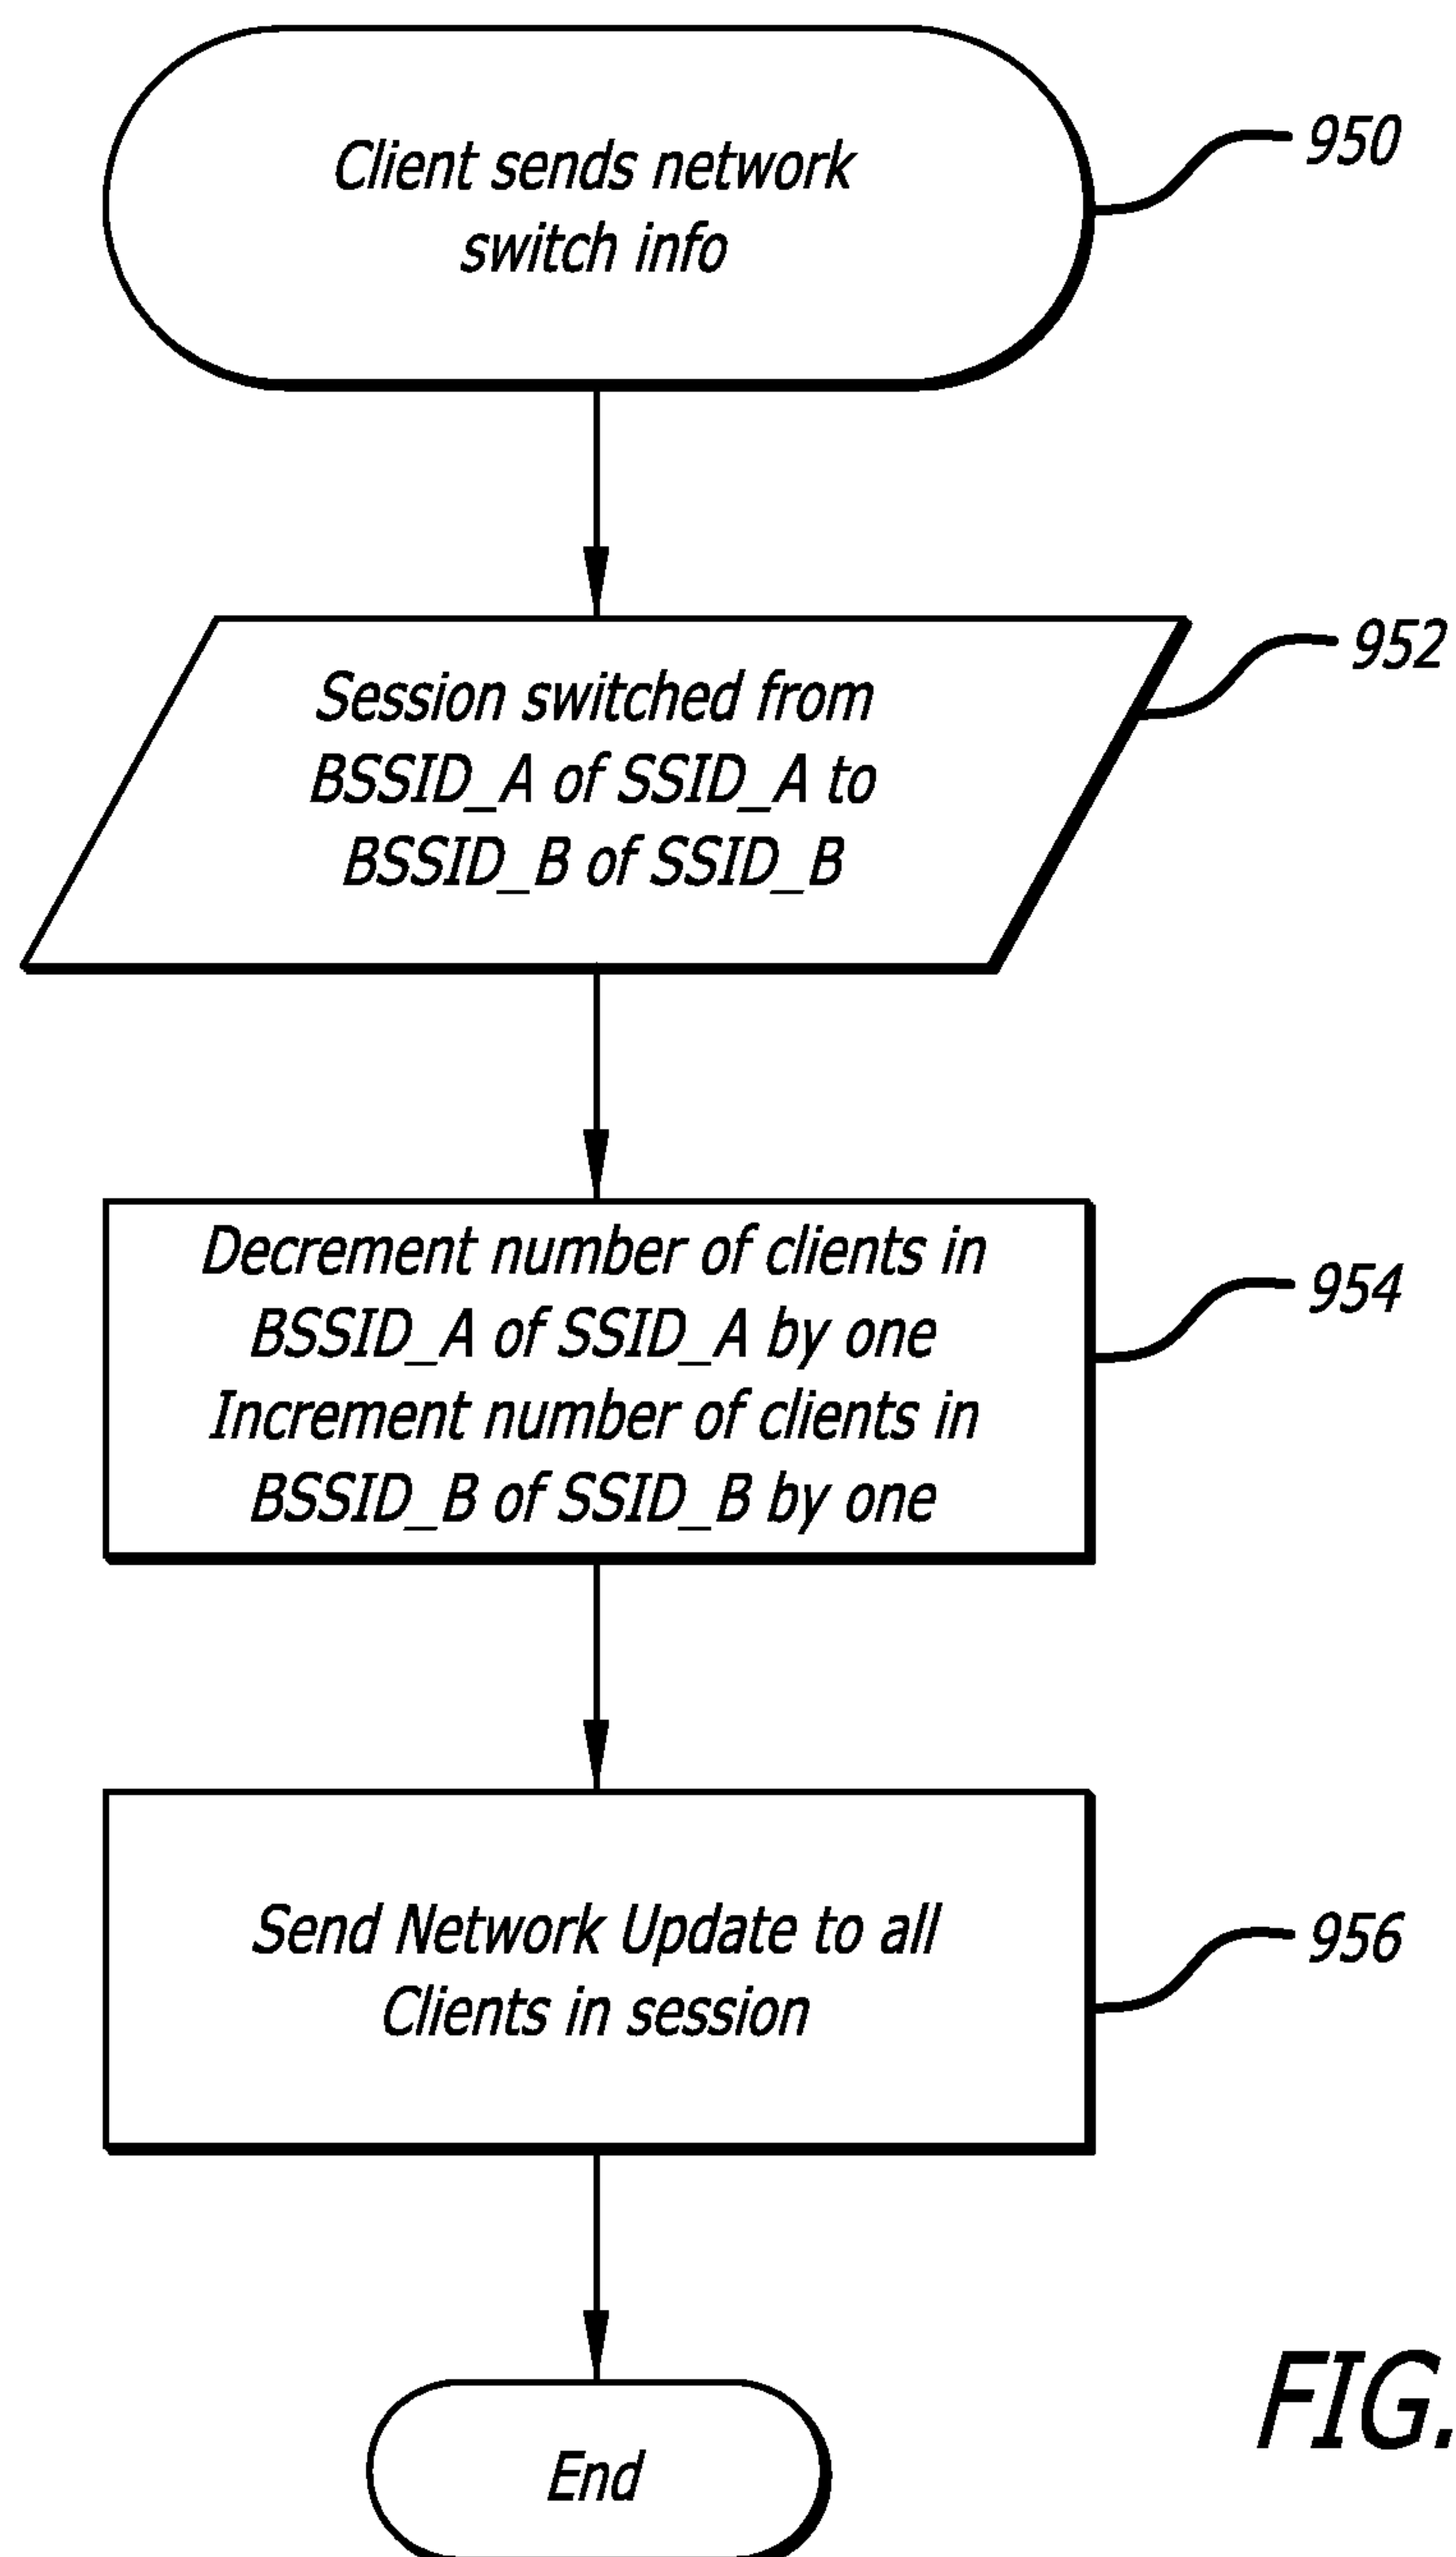 Client sends network
switch info
950
Session switched from
BSSID_A of SSID_A to
BSSID_B of SSID_B
952
Decrement number of clients in
BSSID_A of SSID_A by one
Increment number of clients in
BSSID_B of SSID_B by one
954
Send Network Update to all
Clients in session
956
End
FIG.